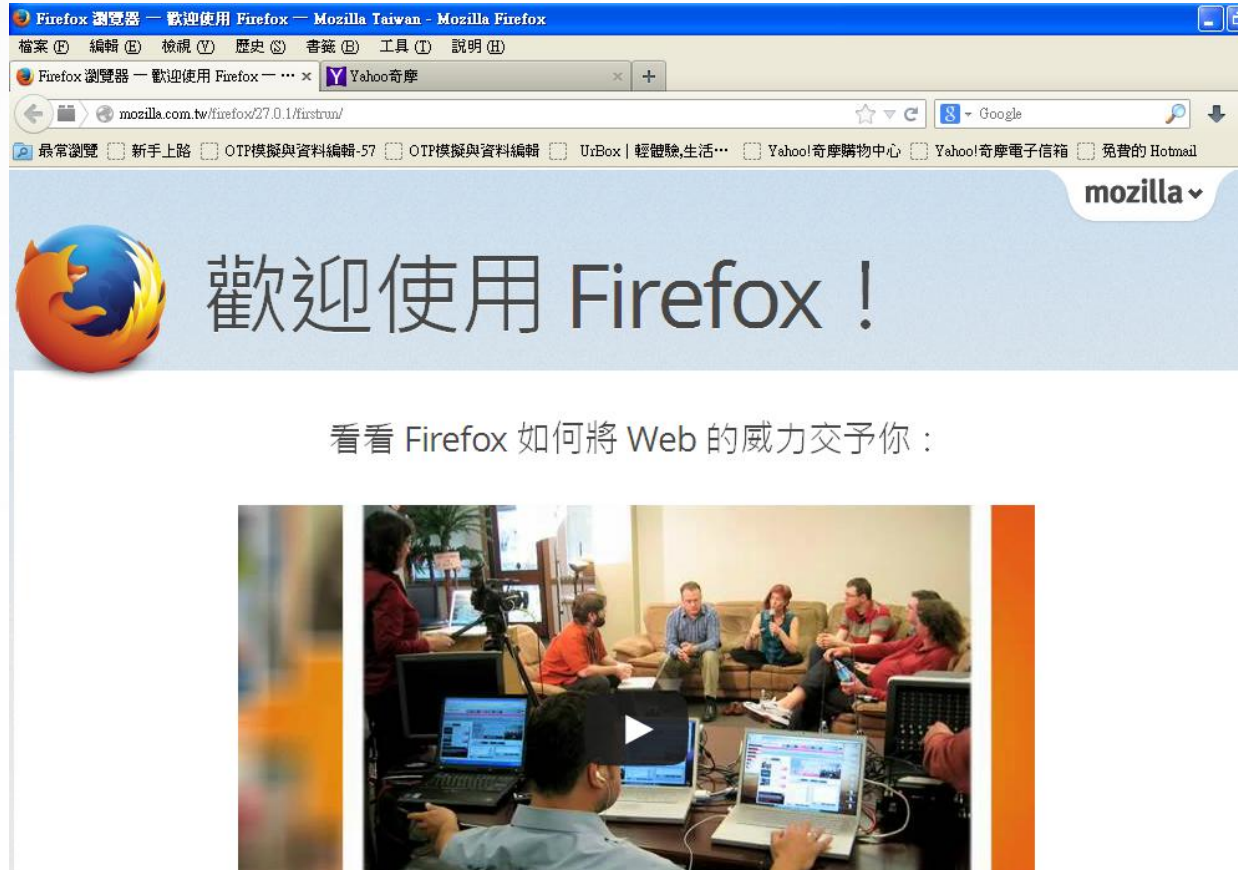 Firefox 瀏覽器 — 歡迎使用 Firefox — Mozilla Taiwan - Mozilla Firefox
檔案(F) 編輯(E) 檢視(V) 歷史(S) 書籤(B) 工具(T) 說明(H)
Firefox 瀏覽器 — 歡迎使用 Firefox — … × Yahoo奇摩 × +
mozilla.com.tw/firefox/27.0.1/firstrun/ Google
最常瀏覽 新手上路 OTP模擬與資料編輯-57 OTP模擬與資料編輯 UrBox | 輕體驗,生活… Yahoo!奇摩購物中心 Yahoo!奇摩電子信箱 免費的 Hotmail
mozilla
歡迎使用 Firefox！
看看 Firefox 如何將 Web 的威力交予你：